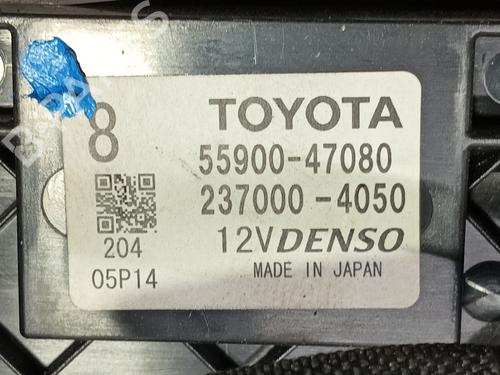 8
TOYOTA
55900-47080
237000-4050
12V DENSO
204
05P14
MADE IN JAPAN